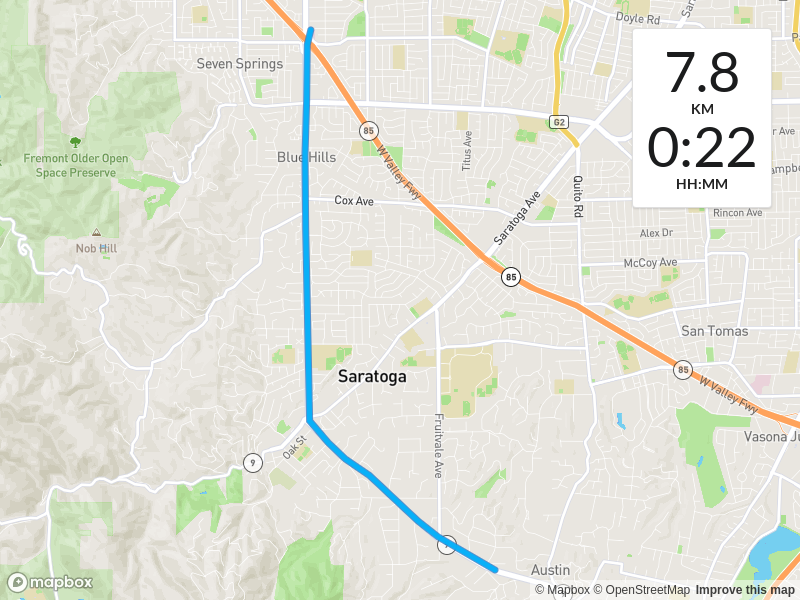 Doyle Rd
Seven Springs
G2
85
7.8
KM
0:22
HH:MM
Titus Ave
Fremont Older Open
Space Preserve
Blue Hills
W Valley Fwy
Quito Rd
Cox Ave
Saratoga Ave
Rincon Ave
Alex Dr
Nob Hill
McCoy Ave
85
San Tomas
85
Saratoga
W Valley Fwy
Fruitvale Ave
Oak St
9
Vasona Ju
Austin
mapbox
© Mapbox © OpenStreetMap Improve this map